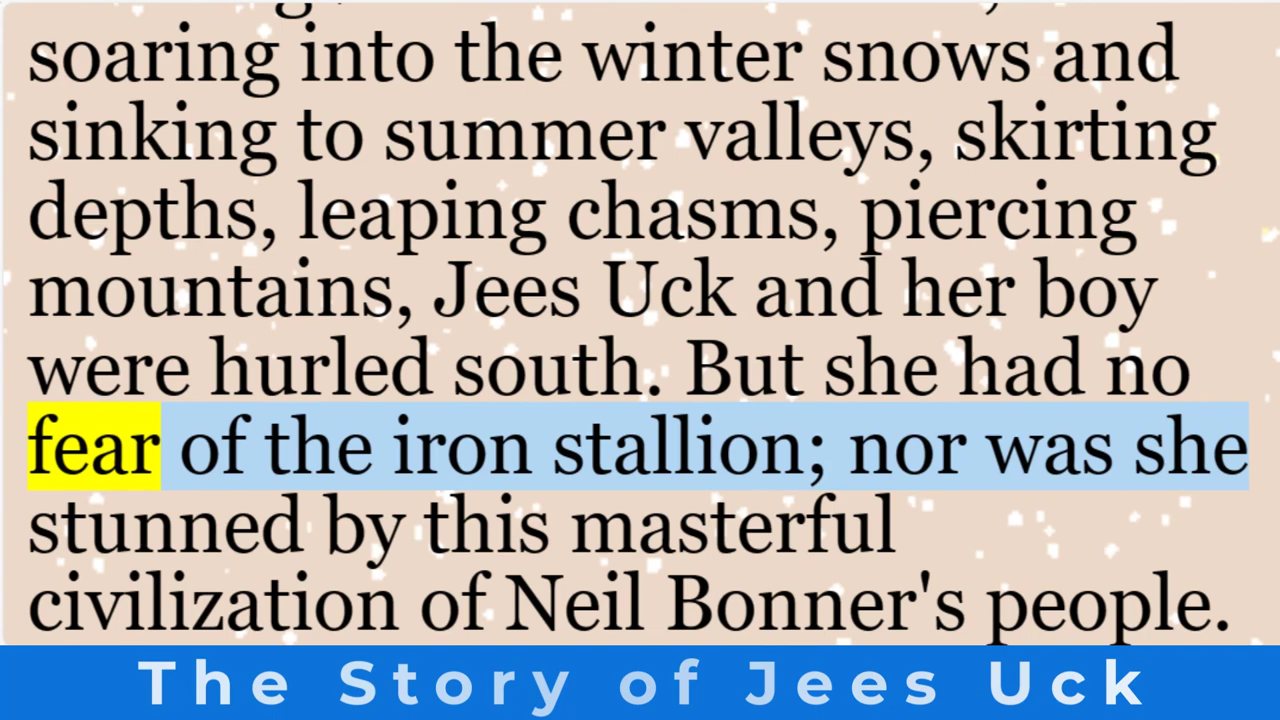 soaring into the winter snows and
sinking to summer valleys, skirting
depths, leaping chasms, piercing
mountains, Jees Uck and her boy
were hurled south. But she had no
fear of the iron stallion; nor was she
stunned by this masterful
civilization of Neil Bonner's people.
The Story of Jees Uck